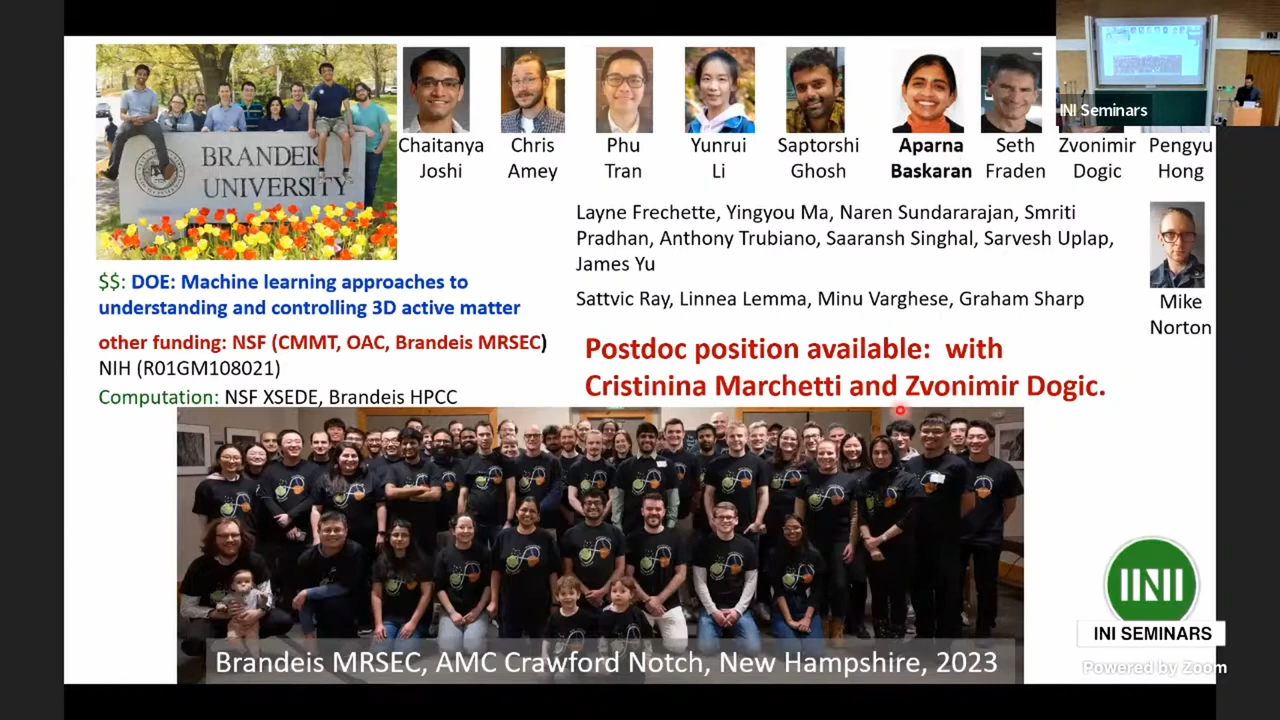 BRANDEIS
UNIVERSITY
Chaitanya
Joshi
Chris
Amey
Phu
Tran
Yunrui
Li
Saptorshi
Ghosh
Aparna
Baskaran
Seth
Fraden
Zvonimir
Dogic
Pengyu
Hong
INI Seminars
Layne Frechette, Yingyou Ma, Naren Sundararajan, Smriti
Pradhan, Anthony Trubiano, Saaransh Singhal, Sarvesh Uplap,
James Yu
Sattvic Ray, Linnea Lemma, Minu Varghese, Graham Sharp
Mike
Norton
$$: DOE: Machine learning approaches to
understanding and controlling 3D active matter
other funding: NSF (CMMT, OAC, Brandeis MRSEC)
NIH (R01GM108021)
Computation: NSF XSEDE, Brandeis HPCC
Postdoc position available: with
Cristinina Marchetti and Zvonimir Dogic.
Brandeis MRSEC, AMC Crawford Notch, New Hampshire, 2023
INI
INI SEMINARS
Powered by Zoom